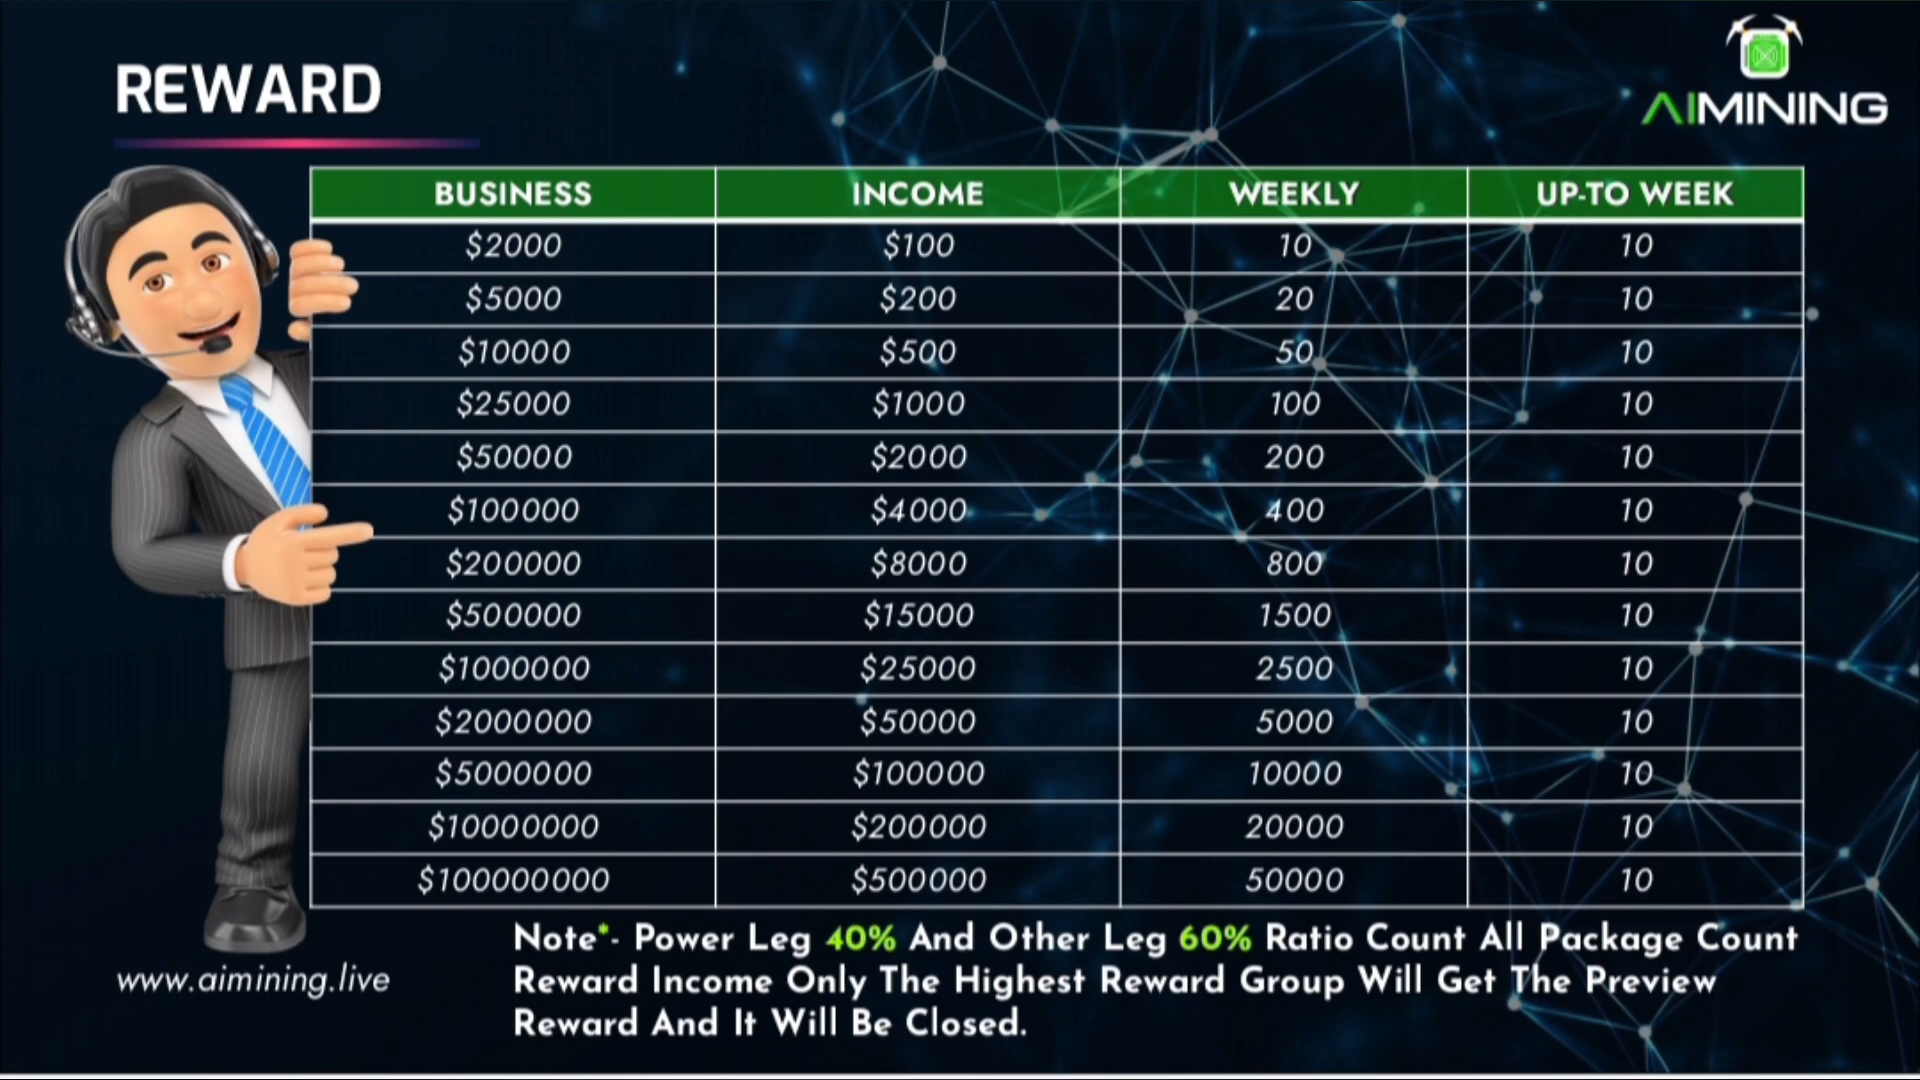 REWARD
AIMINING
BUSINESS INCOME WEEKLY UP-TO WEEK
$2000 $100 10 10
$5000 $200 20 10
$10000 $500 50 10
$25000 $1000 100 10
$50000 $2000 200 10
$100000 $4000 400 10
$200000 $8000 800 10
$500000 $15000 1500 10
$1000000 $25000 2500 10
$2000000 $50000 5000 10
$5000000 $100000 10000 10
$10000000 $200000 20000 10
$100000000 $500000 50000 10
Note*- Power Leg 40% And Other Leg 60% Ratio Count All Package Count
Reward Income Only The Highest Reward Group Will Get The Preview
Reward And It Will Be Closed.
www.aimining.live